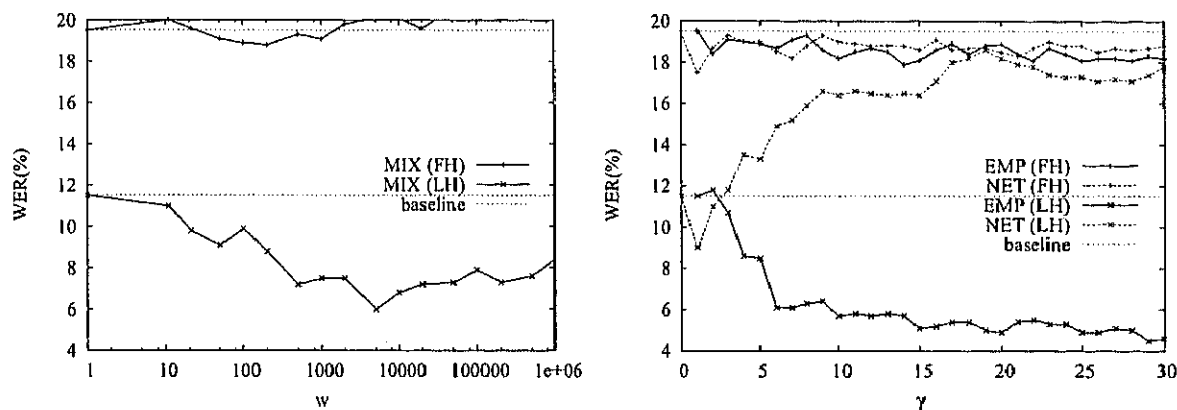 20
18
16
14
12
10
8
6
4
WER(%)
MIX (FH)
MIX (LH)
baseline
1
10
100
1000
10000
100000
1e+06
w
20
18
16
14
12
10
8
6
4
WER(%)
EMP (FH)
NET (FH)
EMP (LH)
NET (LH)
baseline
0
5
10
15
20
25
30
γ